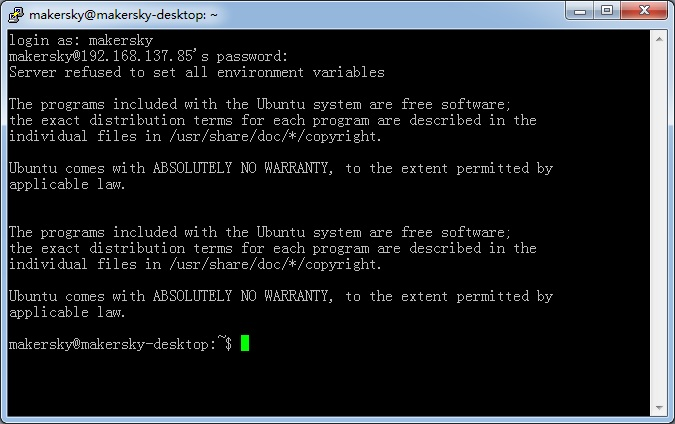 makersky@makersky-desktop: ~
login as: makersky
makersky@192.168.137.85's password:
Server refused to set all environment variables
The programs included with the Ubuntu system are free software;
the exact distribution terms for each program are described in the
individual files in /usr/share/doc/*/copyright.
Ubuntu comes with ABSOLUTELY NO WARRANTY, to the extent permitted by
applicable law.
The programs included with the Ubuntu system are free software;
the exact distribution terms for each program are described in the
individual files in /usr/share/doc/*/copyright.
Ubuntu comes with ABSOLUTELY NO WARRANTY, to the extent permitted by
applicable law.
makersky@makersky-desktop:~$